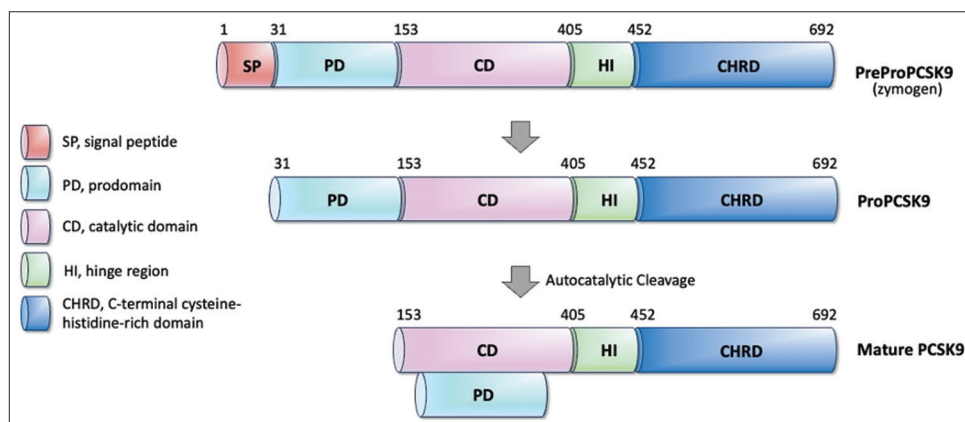 1 31 153 405 452 692
SP PD CD HI CHRD
PreProPCSK9
(zymogen)
SP, signal peptide
PD, prodomain
CD, catalytic domain
HI, hinge region
CHRD, C-terminal cysteine-
histidine-rich domain
31 153 405 452 692
PD CD HI CHRD
ProPCSK9
Autocatalytic Cleavage
153 405 452 692
CD HI CHRD
Mature PCSK9
PD